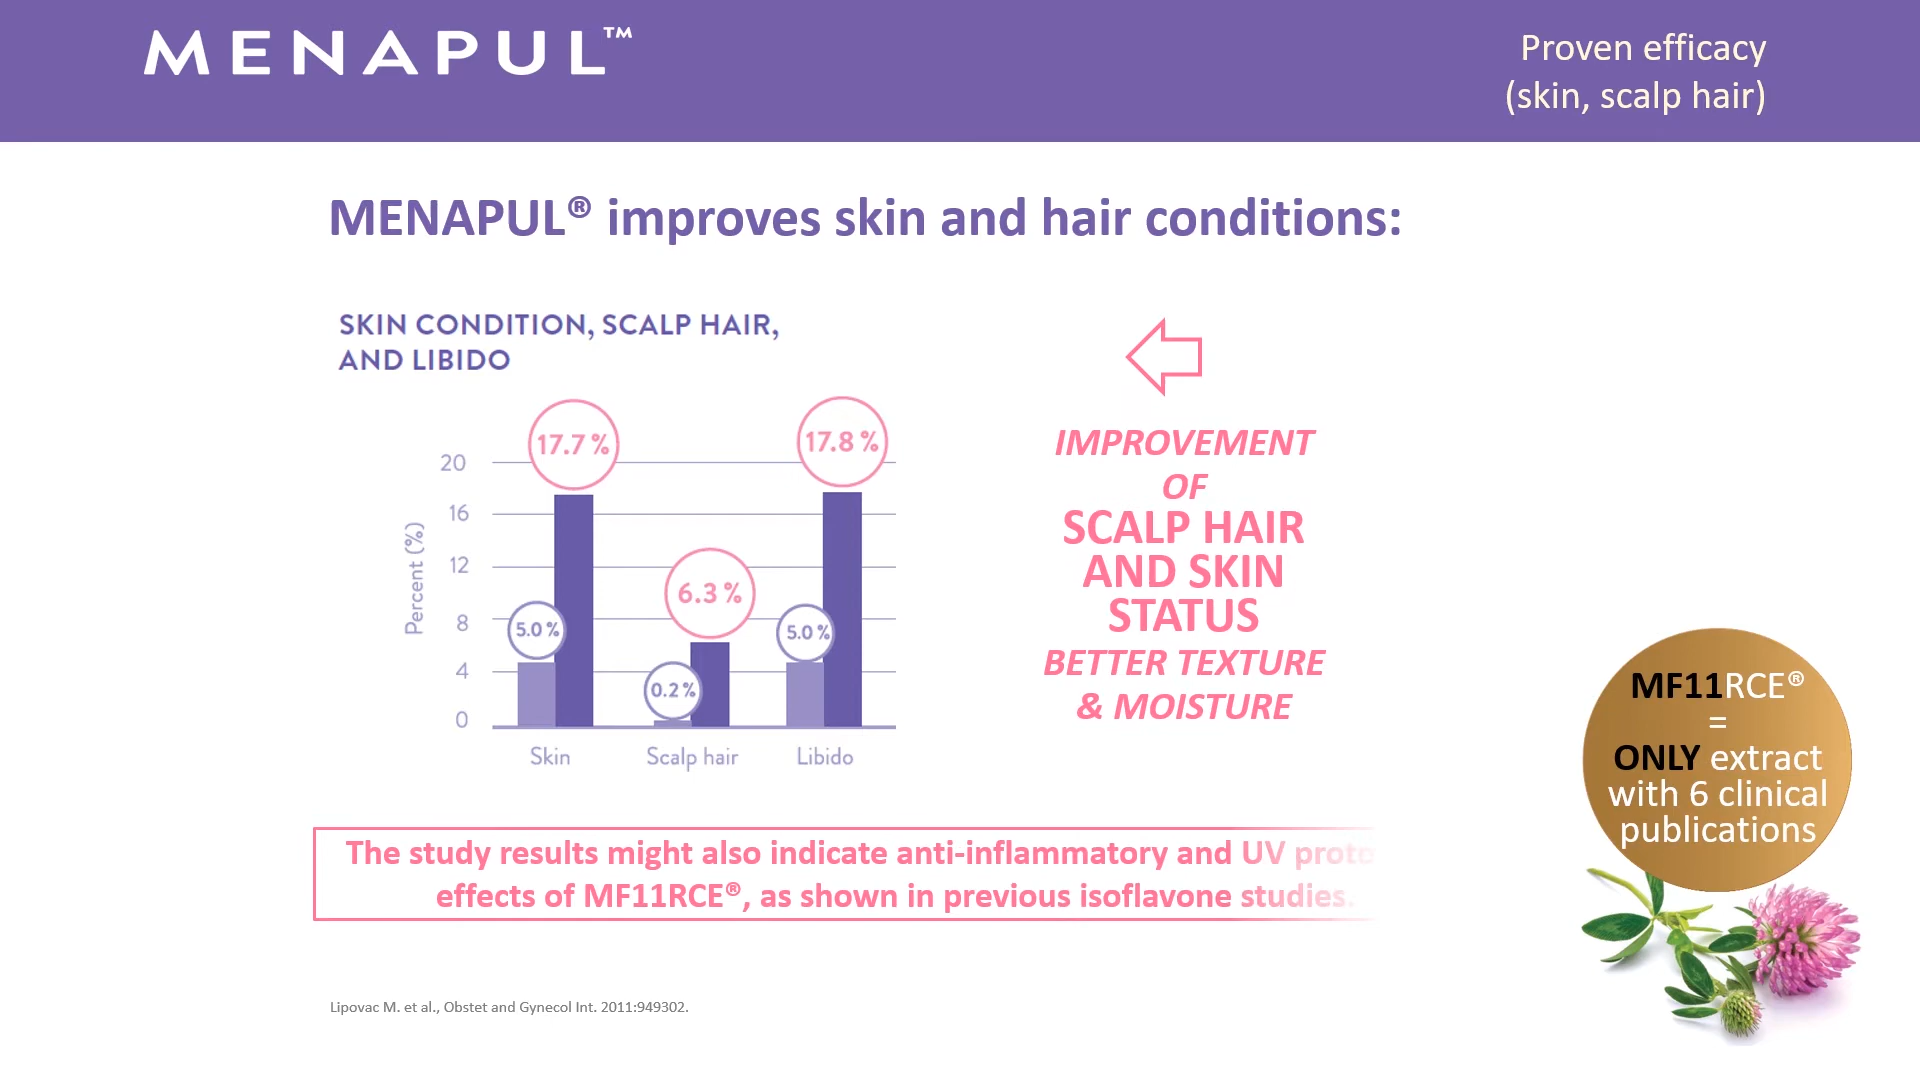 MENAPUL™
Proven efficacy
(skin, scalp hair)
MENAPUL® improves skin and hair conditions:
SKIN CONDITION, SCALP HAIR,
AND LIBIDO
Percent (%)
20
16
12
8
4
0
17.7 %
17.8 %
6.3 %
5.0 %
0.2 %
5.0 %
Skin
Scalp hair
Libido
IMPROVEMENT
OF
SCALP HAIR
AND SKIN
STATUS
BETTER TEXTURE
& MOISTURE
The study results might also indicate anti-inflammatory and UV
effects of MF11RCE®, as shown in previous isoflavone studies.
MF11RCE®
=
ONLY extract
with 6 clinical
publications
Lipovac M. et al., Obstet and Gynecol Int. 2011:949302.